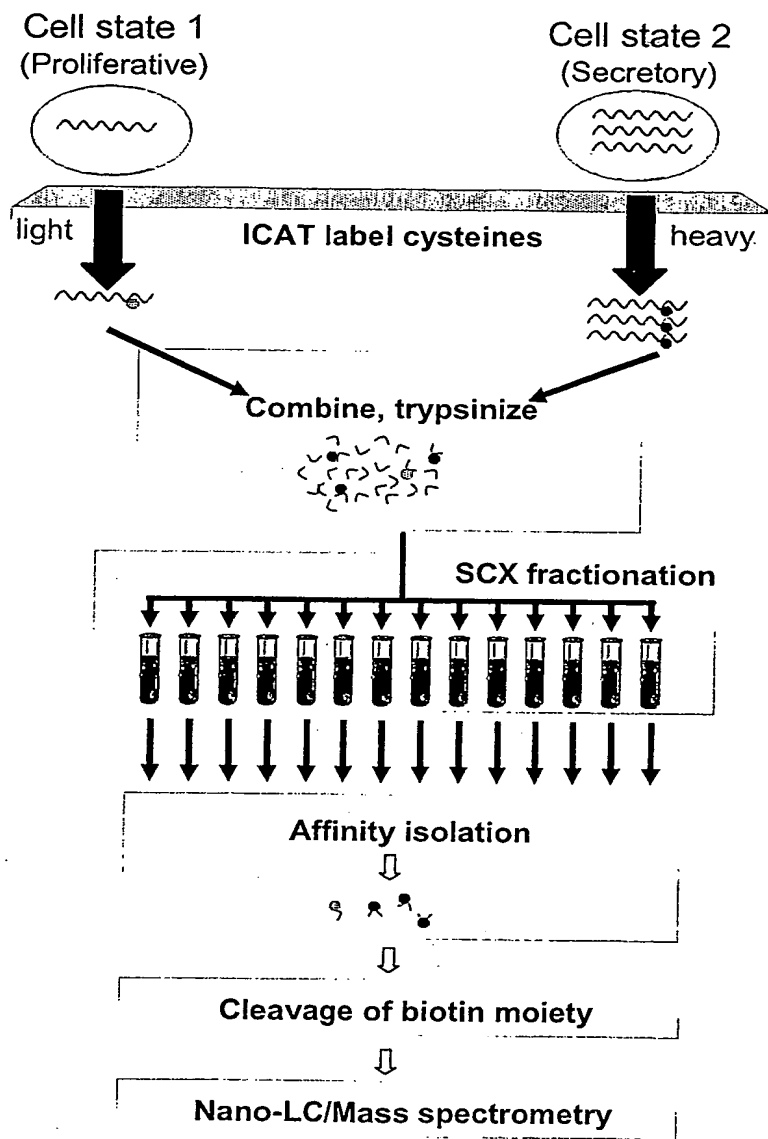 Cell state 1
(Proliferative)
Cell state 2
(Secretory)
light
ICAT label cysteines
heavy
Combine, trypsinize
SCX fractionation
Affinity isolation
Cleavage of biotin moiety
Nano-LC/Mass spectrometry